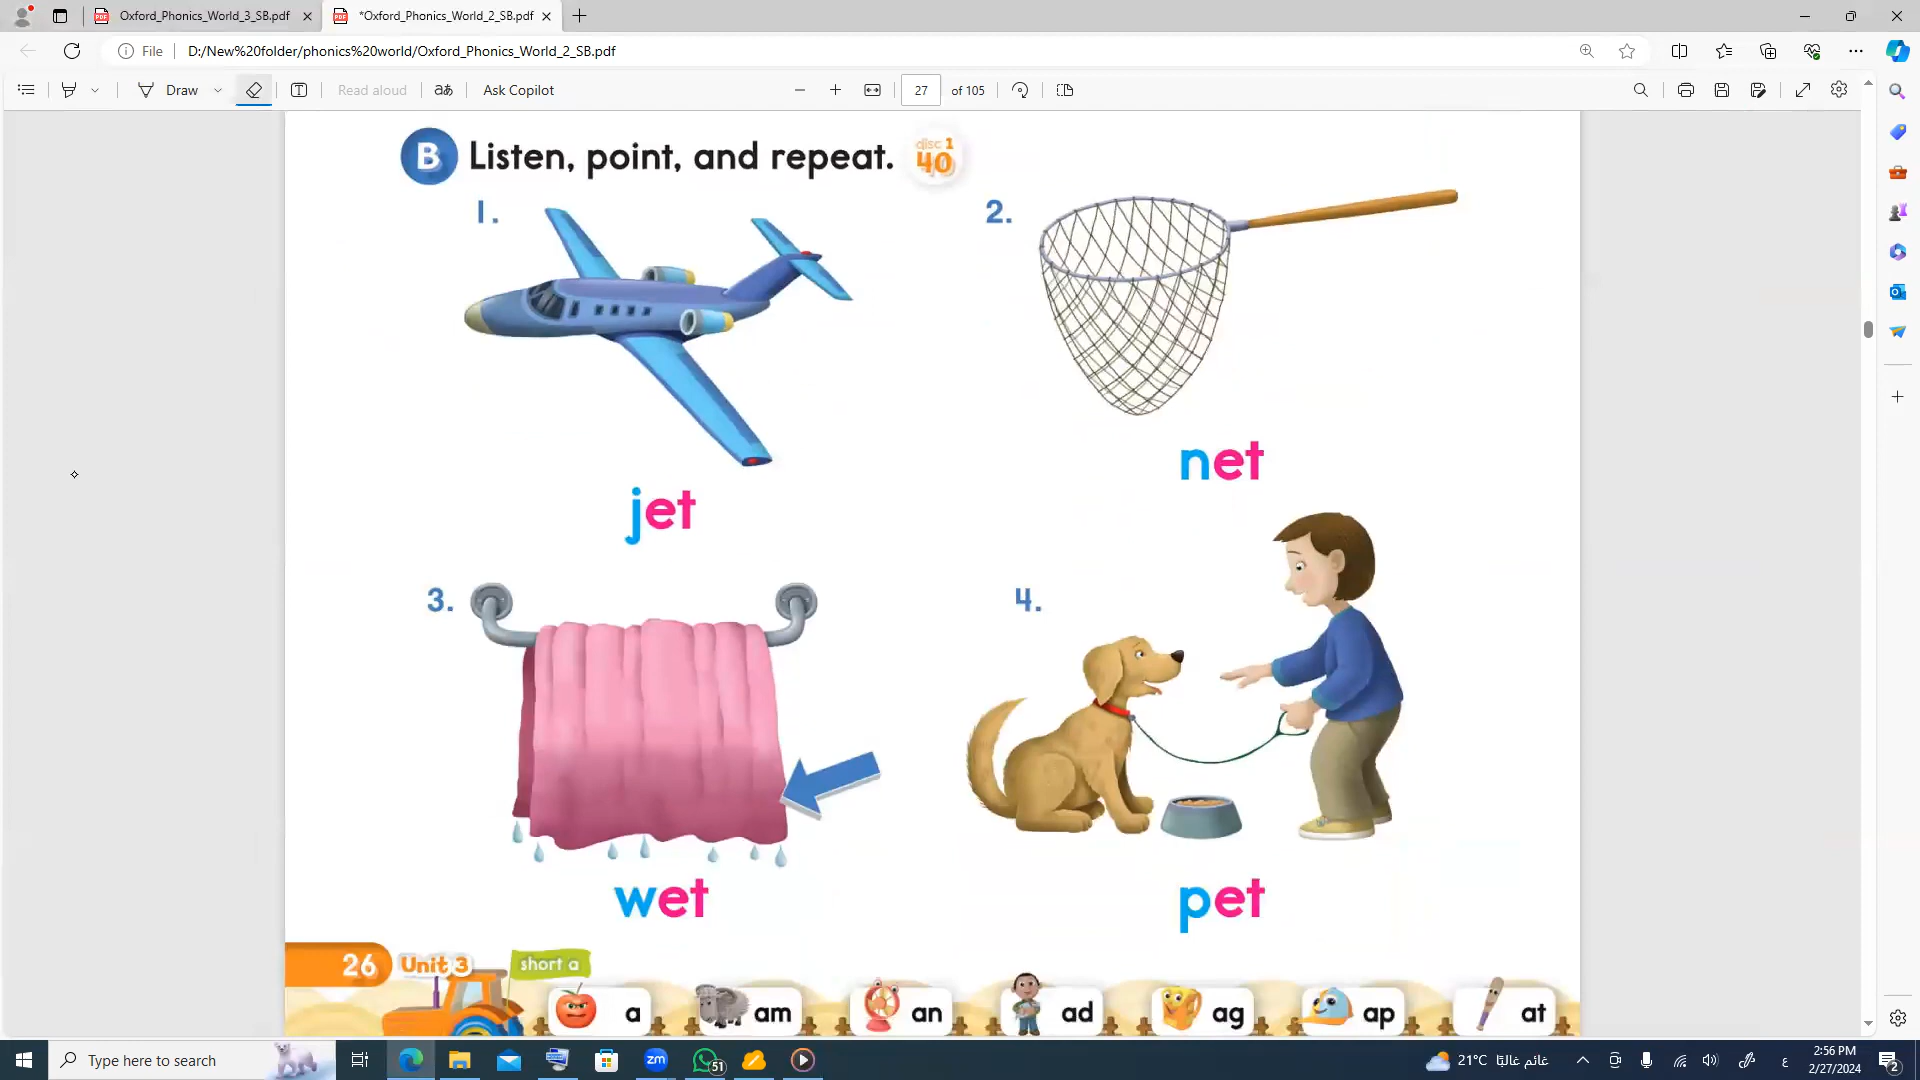 Oxford_Phonics_World_3_SB.pdf
*Oxford_Phonics_World_2_SB.pdf
File
D:/New%20folder/phonics%20world/Oxford_Phonics_World_2_SB.pdf
Draw
Read aloud
aあ
Ask Copilot
27 of 105
B Listen, point, and repeat. disc 1 40
1.
2.
net
jet
3.
4.
wet
pet
26 Unit 3 short a
a am an ad ag ap at
Type here to search
zm
51
21°C غائم غالبًا
ع
2:56 PM
2/27/2024
2